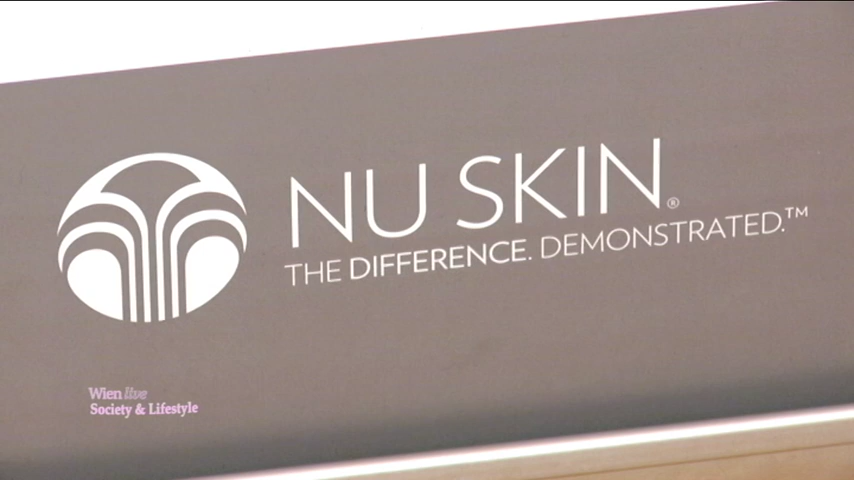 NU SKIN®
THE DIFFERENCE. DEMONSTRATED.™
Wien live
Society & Lifestyle